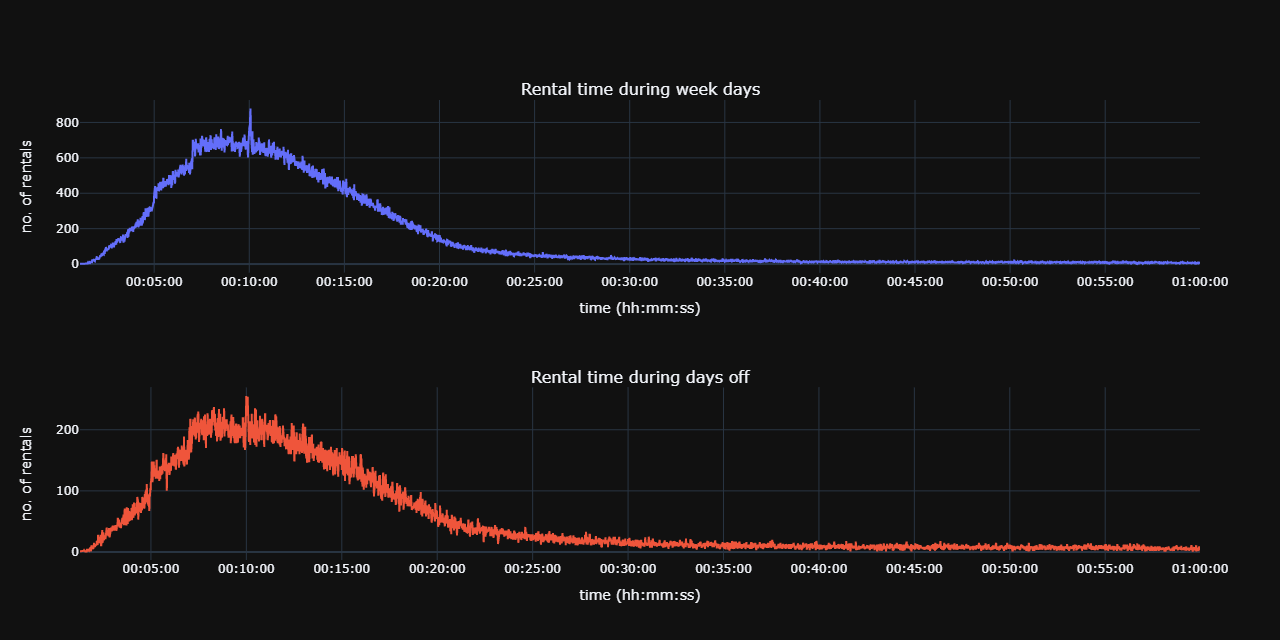 Rental time during week days
no. of rentals
800
600
400
200
0
00:05:00 00:10:00 00:15:00 00:20:00 00:25:00 00:30:00 00:35:00 00:40:00 00:45:00 00:50:00 00:55:00 01:00:00
time (hh:mm:ss)
Rental time during days off
no. of rentals
200
100
0
00:05:00 00:10:00 00:15:00 00:20:00 00:25:00 00:30:00 00:35:00 00:40:00 00:45:00 00:50:00 00:55:00 01:00:00
time (hh:mm:ss)